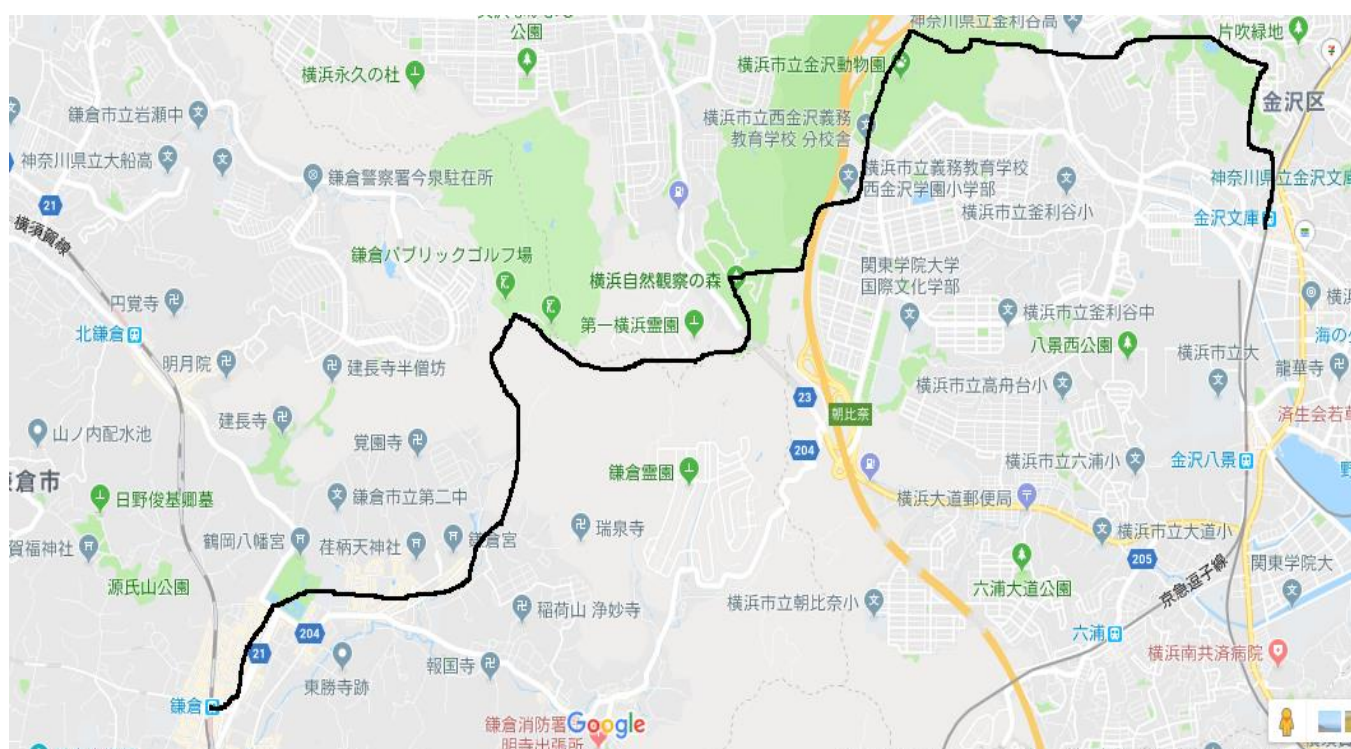 公園
神奈川県立金利谷高
片吹緑地
横浜永久の杜
横浜市立金沢動物園
金沢区
鎌倉市立岩瀬中
横浜市立西金沢義務
教育学校 分校舎
神奈川県立大船高
鎌倉警察署今泉駐在所
横浜市立義務教育学校
西金沢学園小学部
神奈川県立金沢文庫
21
横須賀線
横浜市立釜利谷小
金沢文庫
鎌倉パブリックゴルフ場
横浜自然観察の森
関東学院大学
国際文化学部
円覚寺
第一横浜霊園
横浜市立釜利谷中
北鎌倉
八景西公園
海の公
明月院
建長寺半僧坊
横浜市立大
龍華寺
横浜市立高舟台小
23
朝比奈
済生会若草
建長寺
山ノ内配水池
覚園寺
204
横浜市立六浦小
金沢八景
鎌倉霊園
倉市
日野俊基卿墓
鎌倉市立第二中
横浜大道郵便局
横浜市立大道小
瑞泉寺
鶴岡八幡宮
荏柄天神社
鎌倉宮
賀福神社
205
関東学院大
源氏山公園
六浦大道公園
京急逗子線
稲荷山 浄妙寺
横浜市立朝比奈小
204
六浦
21
報国寺
横浜南共済病院
東勝寺跡
鎌倉
鎌倉消防署
Google